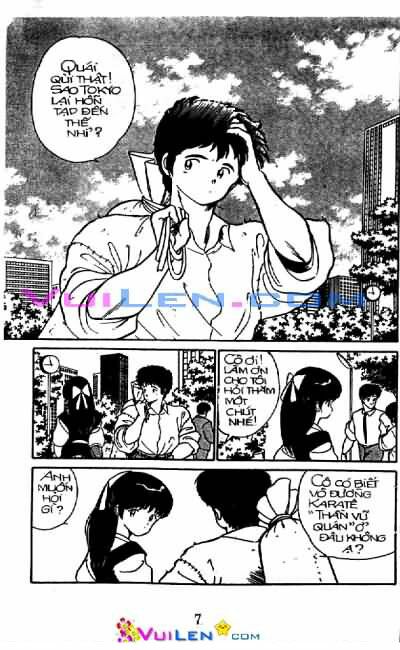 QUÁI
QUỈ THẬT!
SAO TOKYO
LẠI HỖN
TẠP ĐẾN
THẾ
NHỈ?
VUILEN.COM
CÔ ƠI!
LÀM ƠN
CHO TÔI
HỎI THĂM
MỘT
CHÚT
NHÉ!
ANH
MUỐN
HỎI
GÌ?
CÔ CÓ BIẾT
VÕ ĐƯỜNG
KARATÊ
"THẦN VŨ
QUÁN" Ở
ĐÂU KHÔNG
Ạ?
7
VUILEN.COM